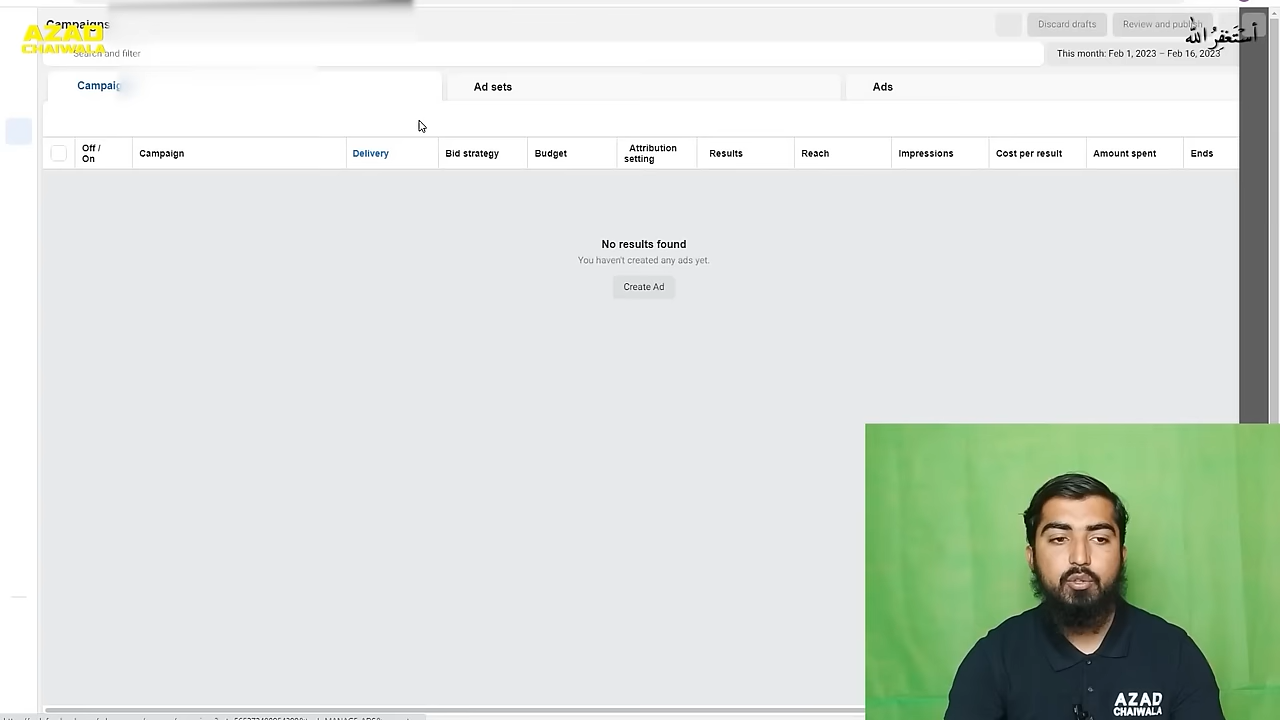 Campaigns
Discard drafts
Review and publish
AZAD
CHAIWALA
أستغفر الله
Search and filter
This month: Feb 1, 2023 – Feb 16, 2023
Campaig
Ad sets
Ads
Off / On
Campaign
Delivery
Bid strategy
Budget
Attribution setting
Results
Reach
Impressions
Cost per result
Amount spent
Ends
No results found
You haven't created any ads yet.
Create Ad
AZAD
CHAIWALA